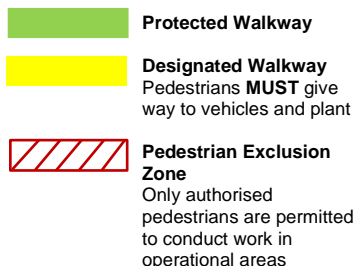 Protected Walkway
Designated Walkway
Pedestrians MUST give
way to vehicles and plant
Pedestrian Exclusion
Zone
Only authorised
pedestrians are permitted
to conduct work in
operational areas